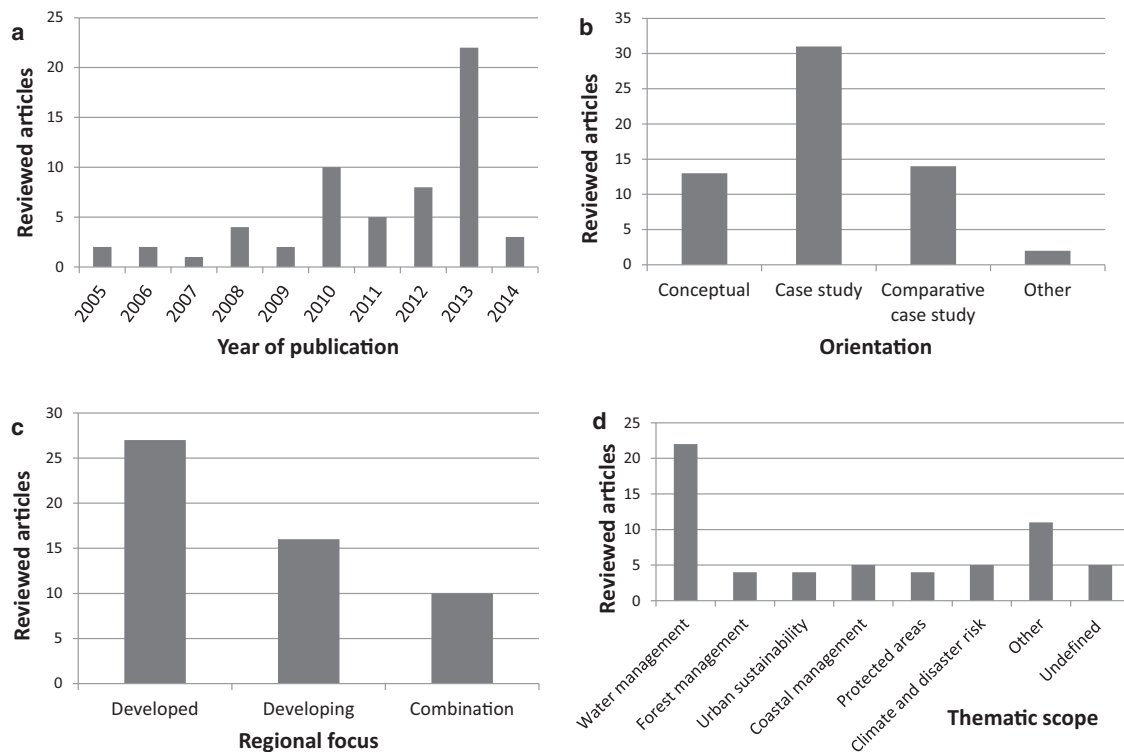 a
Reviewed articles
25
20
15
10
5
0
2005
2006
2007
2008
2009
2010
2011
2012
2013
2014
Year of publication
b
Reviewed articles
35
30
25
20
15
10
5
0
Conceptual
Case study
Comparative
case study
Other
Orientation
c
Reviewed articles
30
25
20
15
10
5
0
Developed
Developing
Combination
Regional focus
d
Reviewed articles
25
20
15
10
5
0
Water management
Forest management
Urban sustainability
Coastal management
Protected areas
Climate and disaster risk
Other
Undefined
Thematic scope